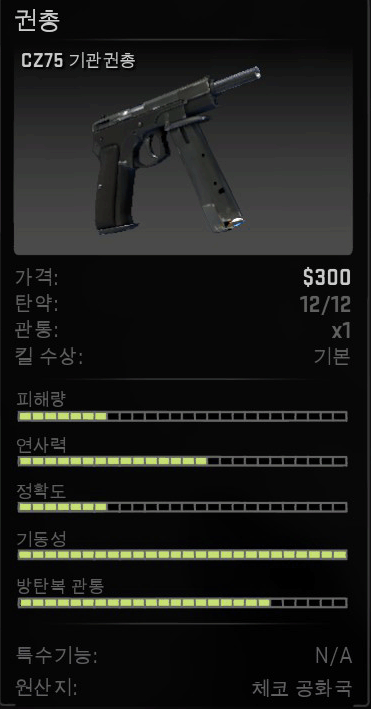 권총
CZ75 기관권총
가격: $300
탄약: 12/12
관통: x1
킬 수상: 기본
피해량
연사력
정확도
기동성
방탄복 관통
특수기능: N/A
원산지: 체코 공화국